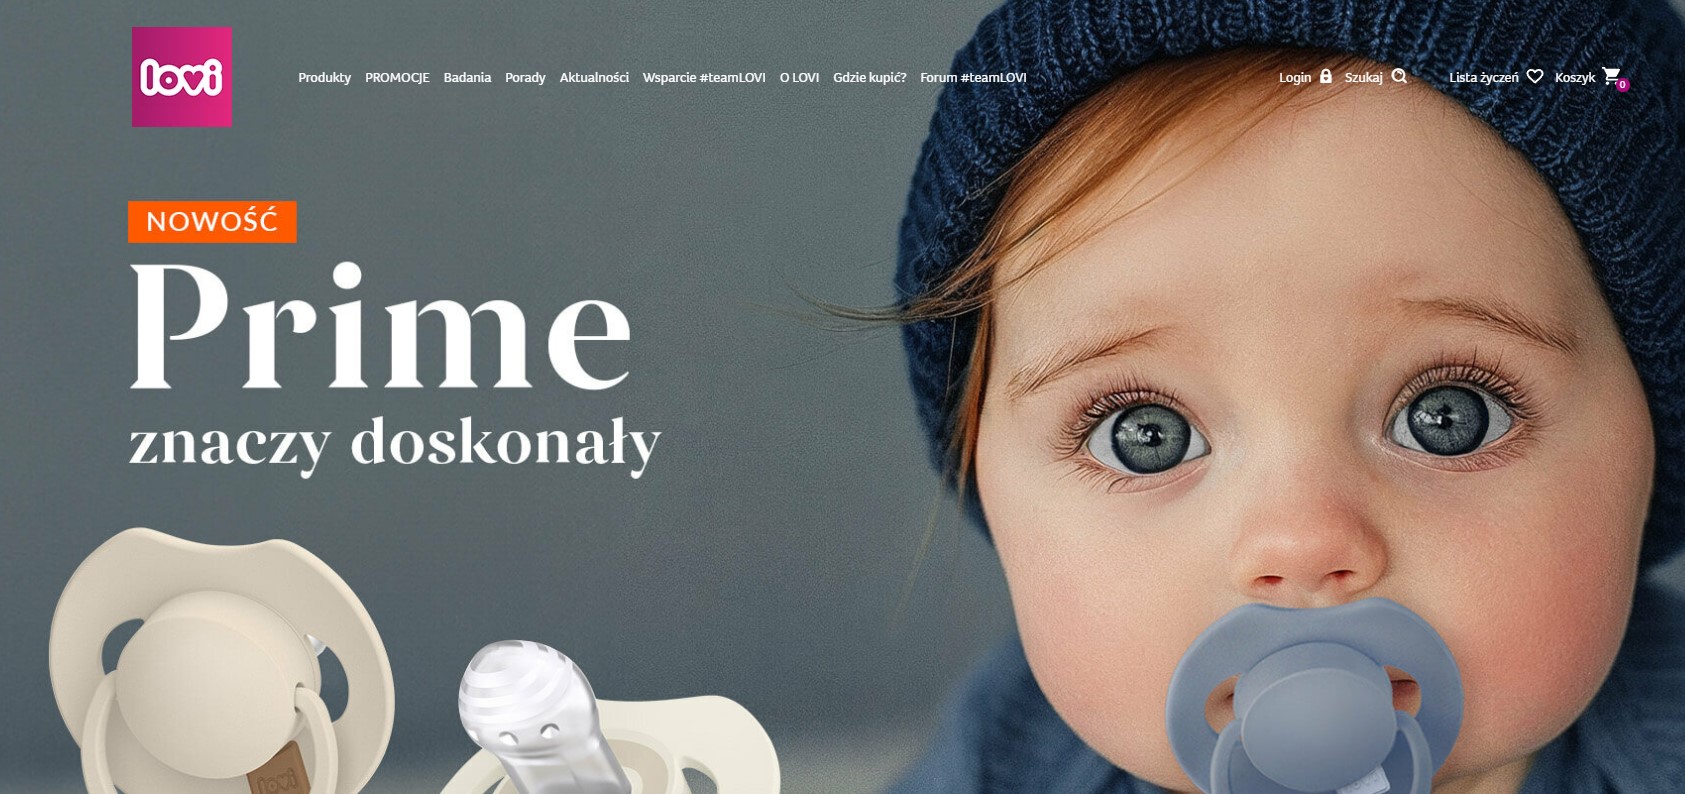 lovi
Produkty PROMOCJE Badania Porady Aktualności Wsparcie #teamLOVI O LOVI Gdzie kupić? Forum #teamLOVI Login Szukaj Lista życzeń Koszyk 0
NOWOŚĆ
Prime
znaczy doskonały
lovi